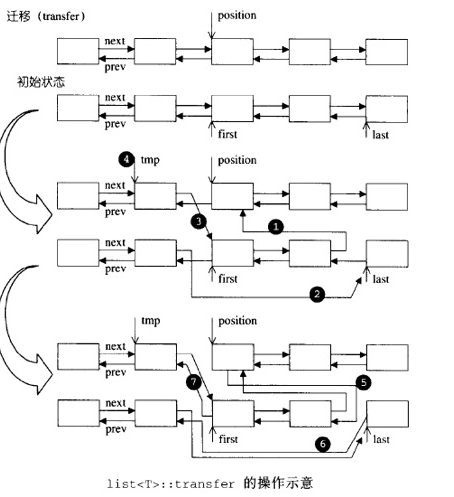 迁移 (transfer)
position
next
prev
初始状态
next
prev
first
last
4
tmp
position
next
prev
3
1
next
prev
first
2
last
tmp
position
next
prev
7
5
next
prev
first
6
last
list<T>::transfer 的操作示意